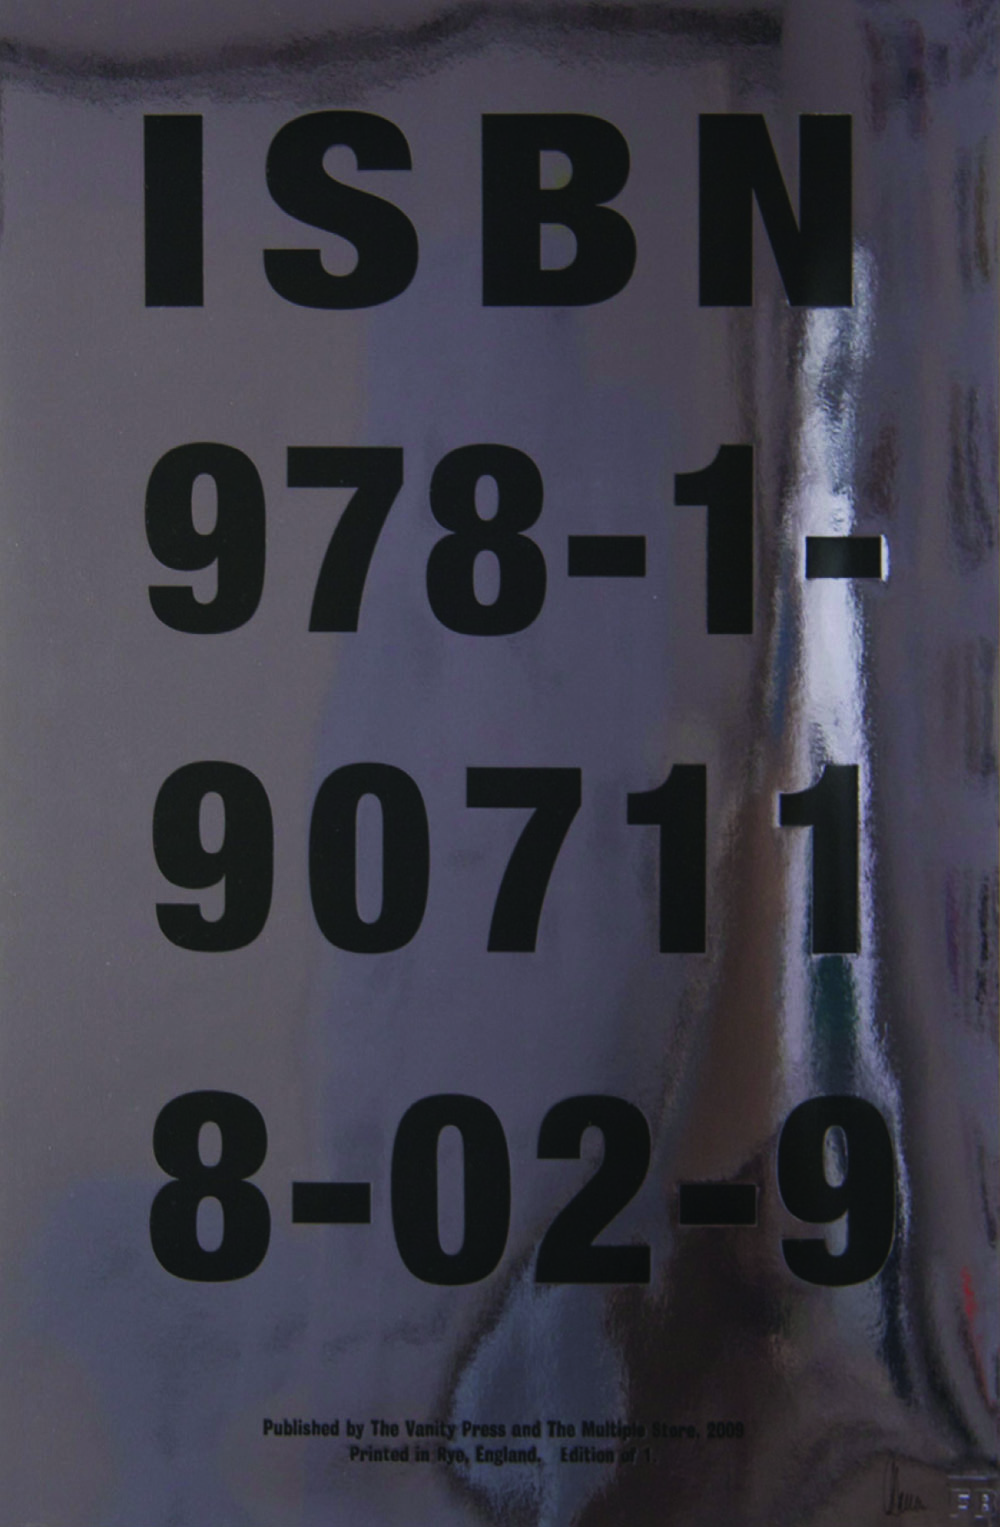 ISBN
978-1-
90711
8-02-9
Published by The Vanity Press and The Multiple Store. 2009
Printed in Rye, England. Edition of 1.